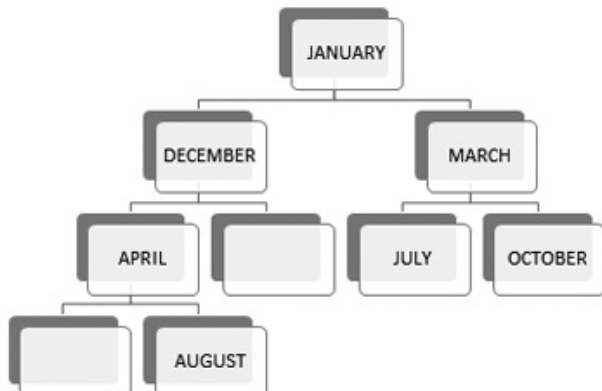 JANUARY
DECEMBER
MARCH
APRIL
JULY
OCTOBER
AUGUST